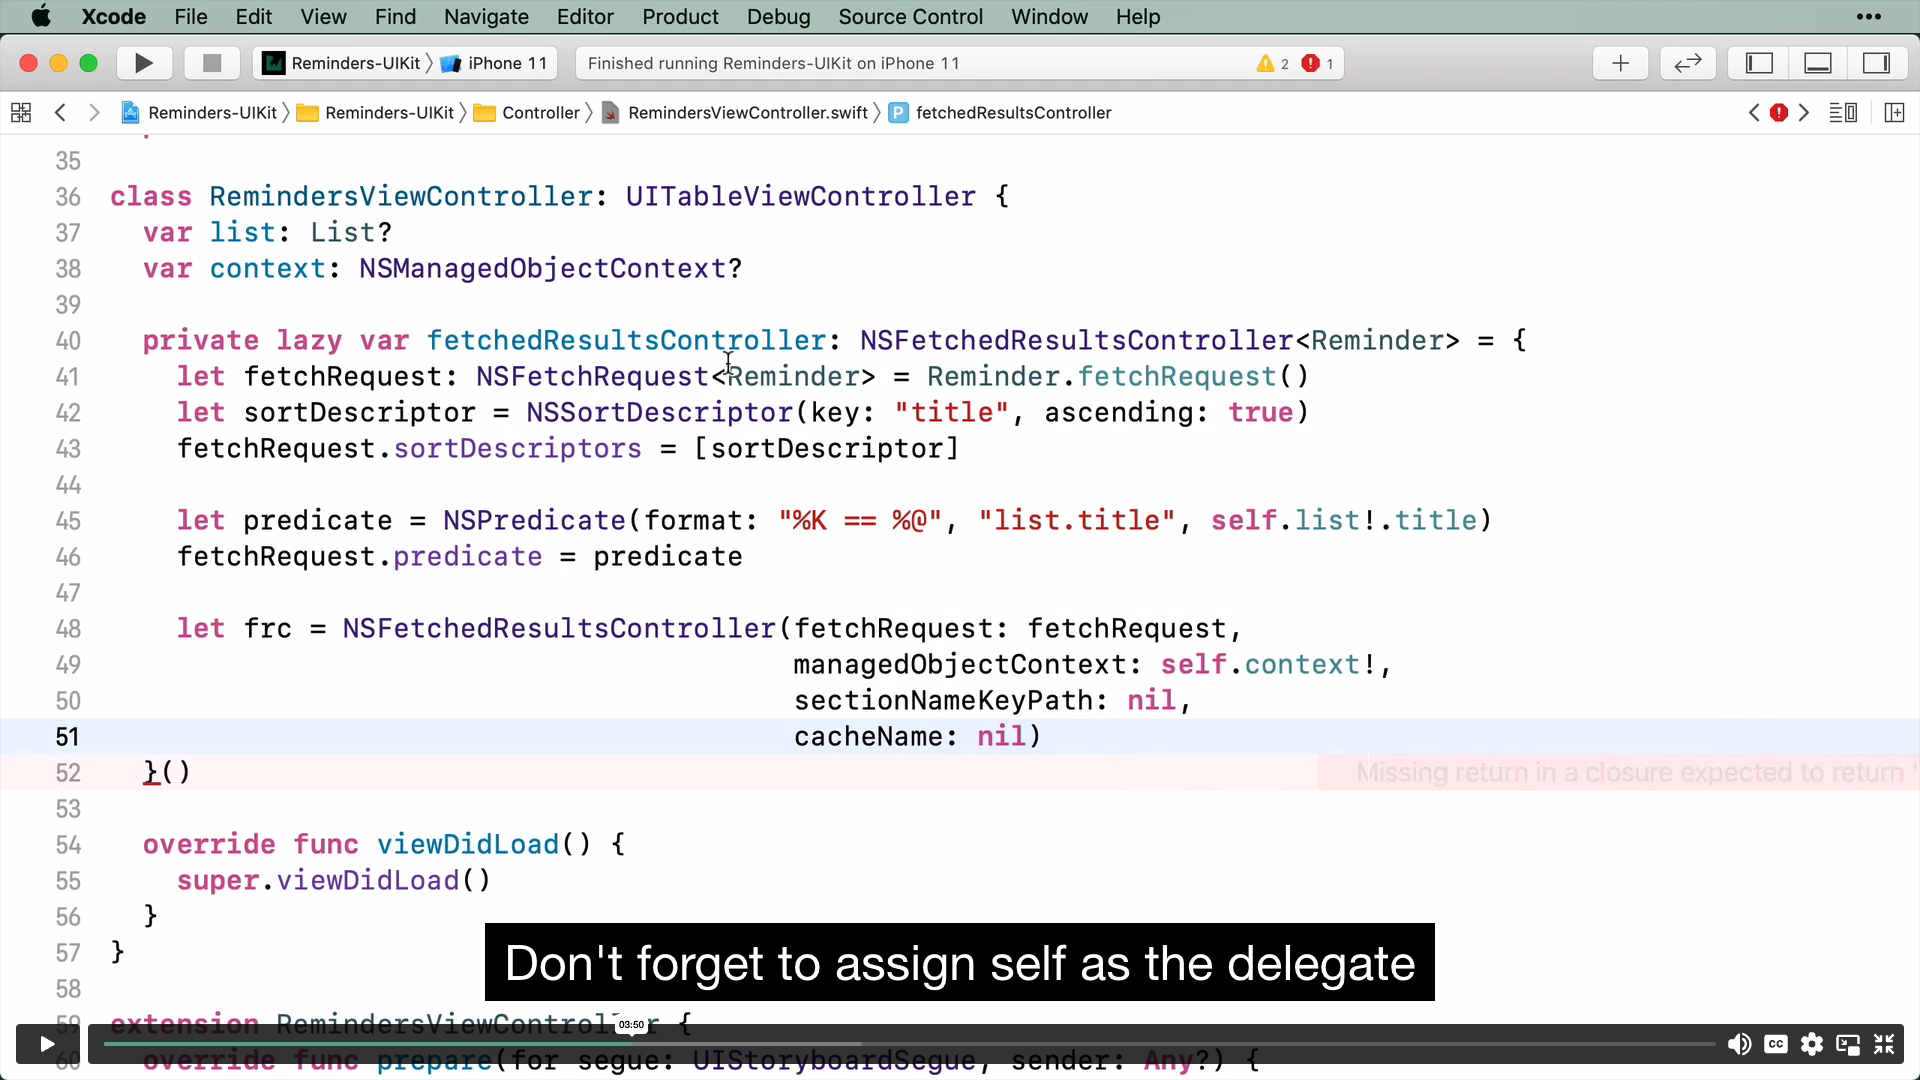 Xcode File Edit View Find Navigate Editor Product Debug Source Control Window Help
Reminders-UIKit iPhone 11 Finished running Reminders-UIKit on iPhone 11 2 1
Reminders-UIKit Reminders-UIKit Controller RemindersViewController.swift P fetchedResultsController
35
36 class RemindersViewController: UITableViewController {
37 var list: List?
38 var context: NSManagedObjectContext?
39
40 private lazy var fetchedResultsController: NSFetchedResultsController<Reminder> = {
41 let fetchRequest: NSFetchRequest<Reminder> = Reminder.fetchRequest()
42 let sortDescriptor = NSSortDescriptor(key: "title", ascending: true)
43 fetchRequest.sortDescriptors = [sortDescriptor]
44
45 let predicate = NSPredicate(format: "%K == %@", "list.title", self.list!.title)
46 fetchRequest.predicate = predicate
47
48 let frc = NSFetchedResultsController(fetchRequest: fetchRequest,
49 managedObjectContext: self.context!,
50 sectionNameKeyPath: nil,
51 cacheName: nil)
52 }() Missing return in a closure expected to return '
53
54 override func viewDidLoad() {
55 super.viewDidLoad()
56 }
57 }
58
Don't forget to assign self as the delegate
59 extension RemindersViewController {
03:50
60 override func prepare(for segue: UIStoryboardSegue, sender: Any?) {
CC